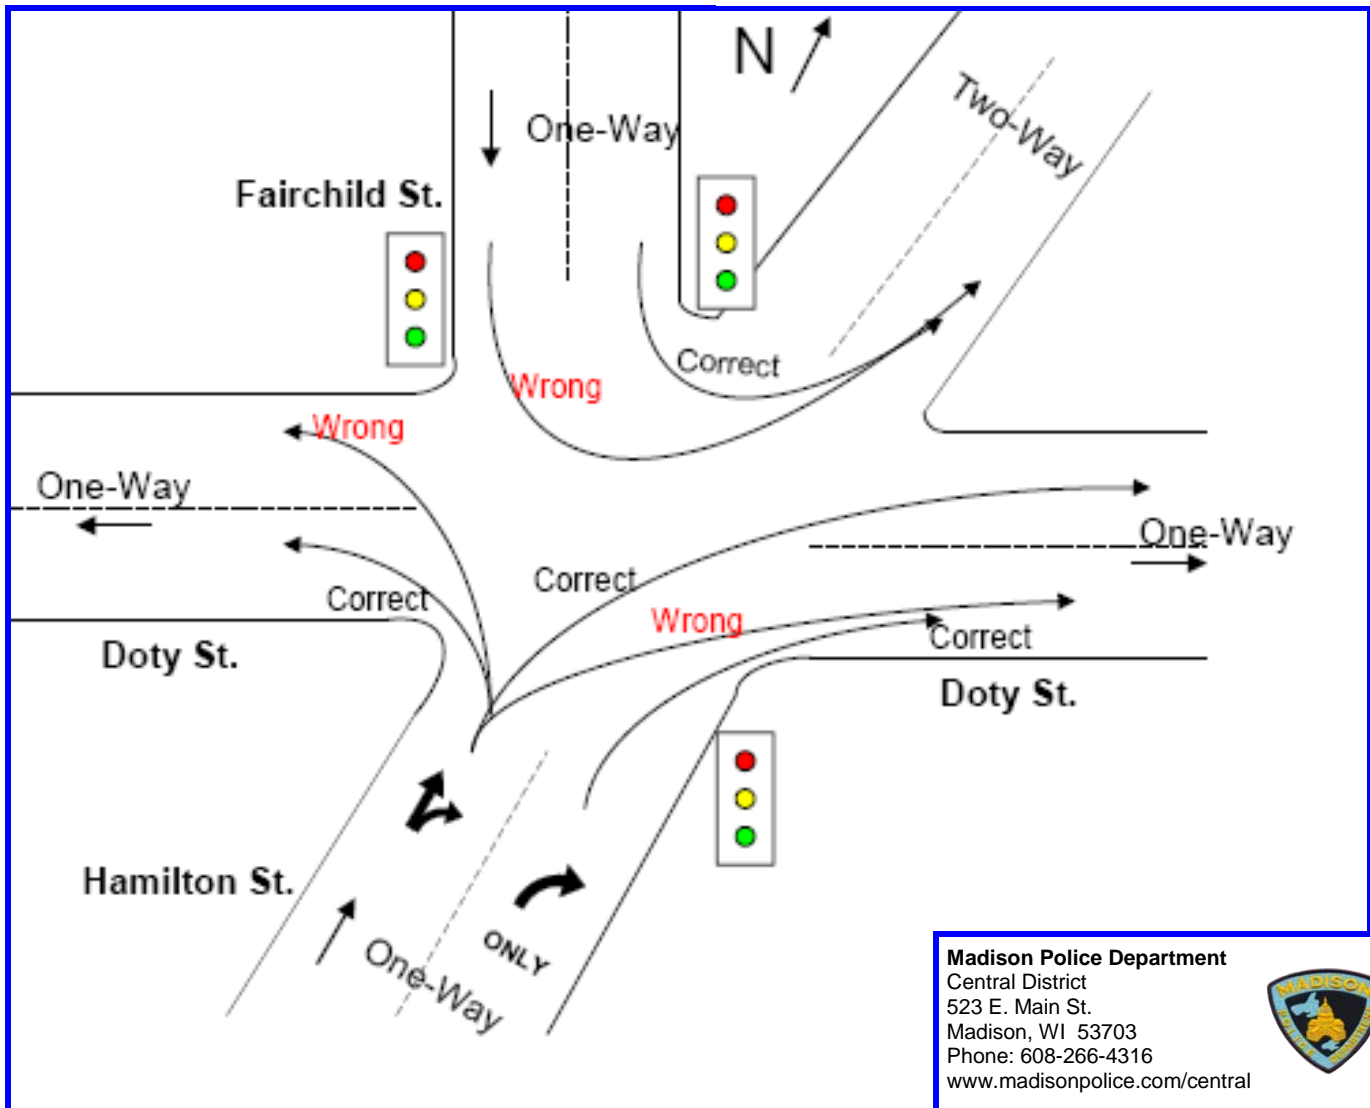 N
Two-Way
One-Way
Fairchild St.
Correct
Wrong
Wrong
One-Way
One-Way
Correct
Correct
Wrong
Correct
Doty St.
Doty St.
Hamilton St.
ONLY
One-Way
Madison Police Department
Central District
523 E. Main St.
Madison, WI 53703
Phone: 608-266-4316
www.madisonpolice.com/central
MADISON
POLICE